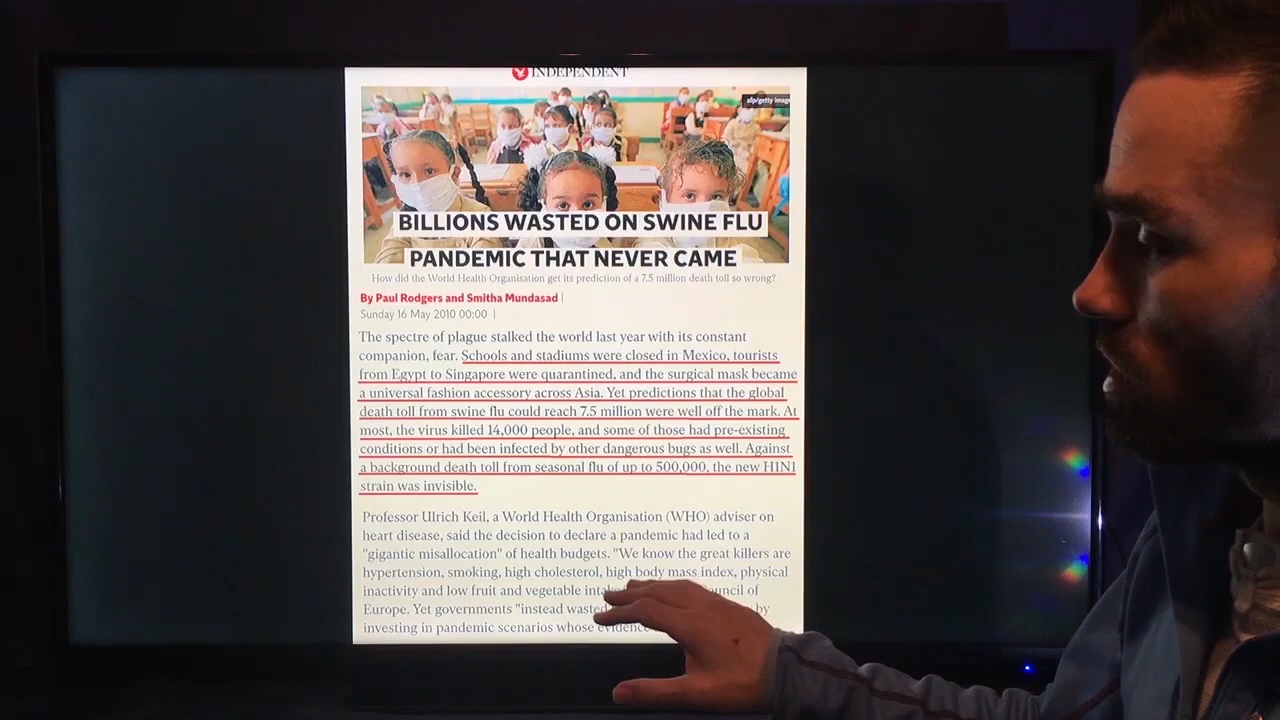 INDEPENDENT
afp/getty image
BILLIONS WASTED ON SWINE FLU
PANDEMIC THAT NEVER CAME
How did the World Health Organisation get its prediction of a 7.5 million death toll so wrong?
By Paul Rodgers and Smitha Mundasad |
Sunday 16 May 2010 00:00 |
The spectre of plague stalked the world last year with its constant
companion, fear. Schools and stadiums were closed in Mexico, tourists
from Egypt to Singapore were quarantined, and the surgical mask became
a universal fashion accessory across Asia. Yet predictions that the global
death toll from swine flu could reach 7.5 million were well off the mark. At
most, the virus killed 14,000 people, and some of those had pre-existing
conditions or had been infected by other dangerous bugs as well. Against
a background death toll from seasonal flu of up to 500,000, the new H1N1
strain was invisible.
Professor Ulrich Keil, a World Health Organisation (WHO) adviser on
heart disease, said the decision to declare a pandemic had led to a
"gigantic misallocation" of health budgets. "We know the great killers are
hypertension, smoking, high cholesterol, high body mass index, physical
inactivity and low fruit and vegetable of
Europe. Yet governments "instead wasted by
investing in pandemic scenarios whose